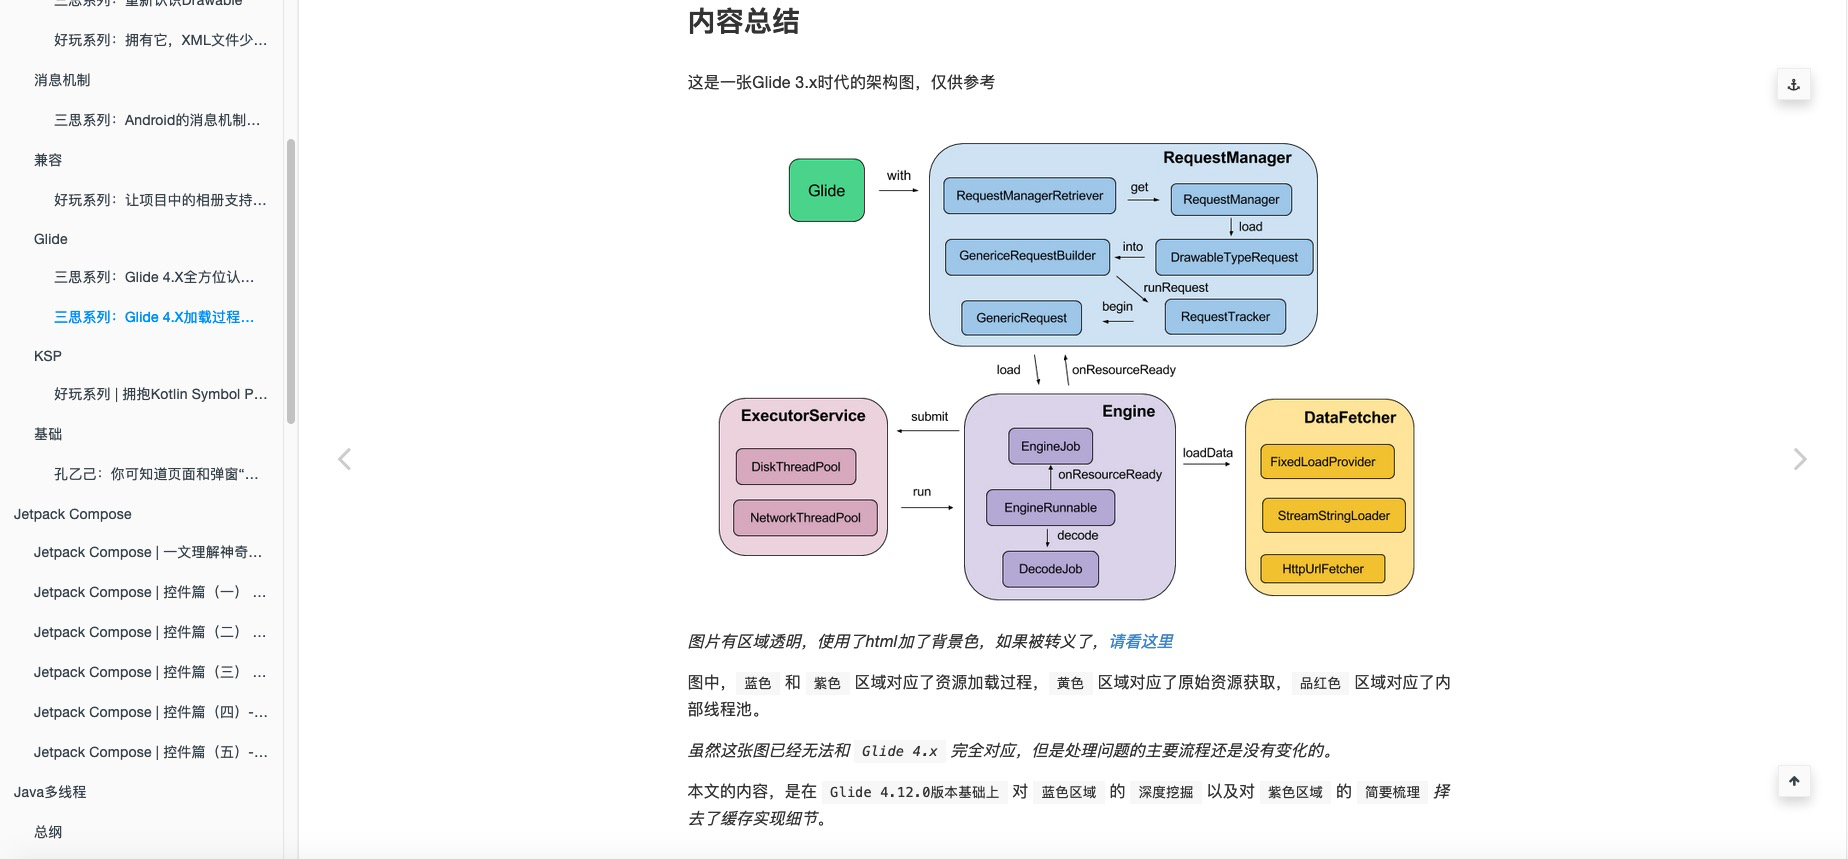 三思系列：重新认识Drawable
好玩系列：拥有它，XML文件少...
消息机制
三思系列：Android的消息机制...
兼容
好玩系列：让项目中的相册支持...
Glide
三思系列：Glide 4.X全方位认...
三思系列：Glide 4.X加载过程...
KSP
好玩系列 | 拥抱Kotlin Symbol P...
基础
孔乙己：你可知道页面和弹窗“...
Jetpack Compose
Jetpack Compose | 一文理解神奇...
Jetpack Compose | 控件篇（一） ...
Jetpack Compose | 控件篇（二） ...
Jetpack Compose | 控件篇（三） ...
Jetpack Compose | 控件篇（四）-...
Jetpack Compose | 控件篇（五）-...
Java多线程
总纲
内容总结
这是一张Glide 3.x时代的架构图，仅供参考
Glide
with
RequestManager
RequestManagerRetriever
get
RequestManager
load
GenericeRequestBuilder
into
DrawableTypeRequest
runRequest
GenericRequest
begin
RequestTracker
load
onResourceReady
ExecutorService
DiskThreadPool
NetworkThreadPool
submit
run
Engine
EngineJob
onResourceReady
EngineRunnable
decode
DecodeJob
loadData
DataFetcher
FixedLoadProvider
StreamStringLoader
HttpUrlFetcher
图片有区域透明，使用了html加了背景色，如果被转义了，请看这里
图中， 蓝色 和 紫色 区域对应了资源加载过程， 黄色 区域对应了原始资源获取， 品红色 区域对应了内
部线程池。
虽然这张图已经无法和 Glide 4.x 完全对应，但是处理问题的主要流程还是没有变化的。
本文的内容，是在 Glide 4.12.0版本基础上 对 蓝色区域 的 深度挖掘 以及对 紫色区域 的 简要梳理 择
去了缓存实现细节。